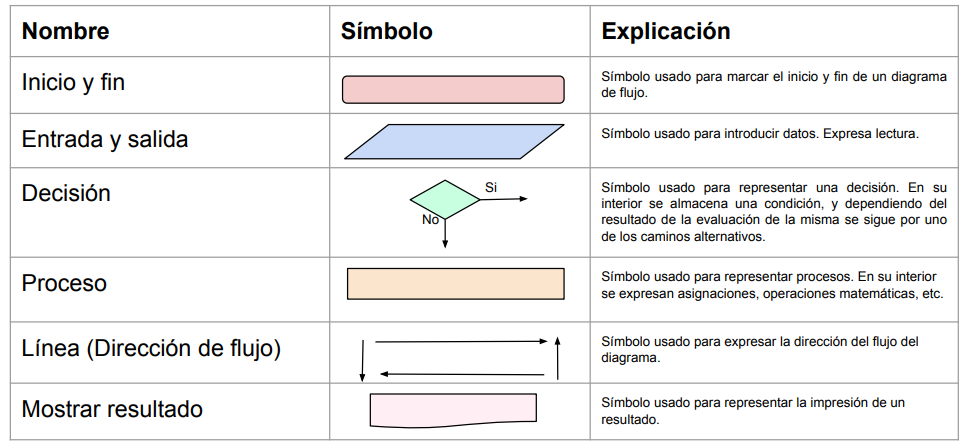 Nombre
Símbolo
Explicación
Inicio y fin
Símbolo usado para marcar el inicio y fin de un diagrama
de flujo.
Entrada y salida
Símbolo usado para introducir datos. Expresa lectura.
Decisión
Si
No
Símbolo usado para representar una decisión. En su
interior se almacena una condición, y dependiendo del
resultado de la evaluación de la misma se sigue por uno
de los caminos alternativos.
Proceso
Símbolo usado para representar procesos. En su interior
se expresan asignaciones, operaciones matemáticas, etc.
Línea (Dirección de flujo)
Símbolo usado para expresar la dirección del flujo del
diagrama.
Mostrar resultado
Símbolo usado para representar la impresión de un
resultado.